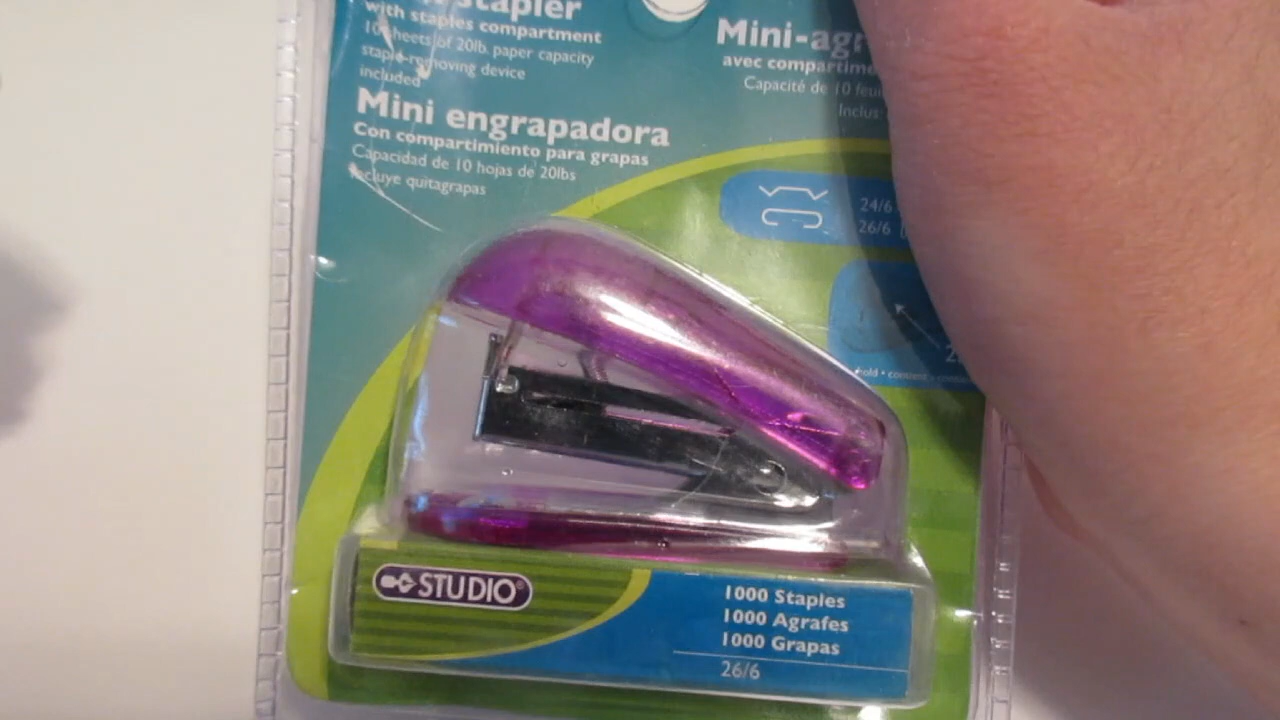 Stapler
with staples compartment
10 sheets of 20lb. paper capacity
staple-removing device
included
Mini engrapadora
Con compartimiento para grapas
Capacidad de 10 hojas de 20lbs
Incluye quitagrapas
Mini-agr
avec compartime
Capacité de 10 feui
Inclus:
24/6
26/6
STUDIO®
1000 Staples
1000 Agrafes
1000 Grapas
26/6